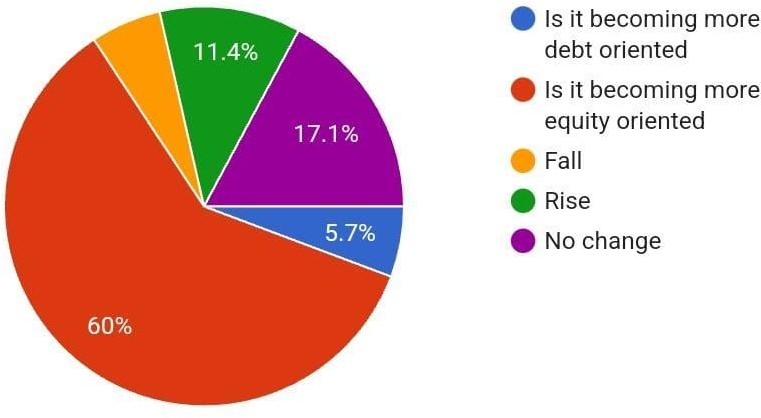 11.4%
17.1%
5.7%
60%
Is it becoming more
debt oriented
Is it becoming more
equity oriented
Fall
Rise
No change